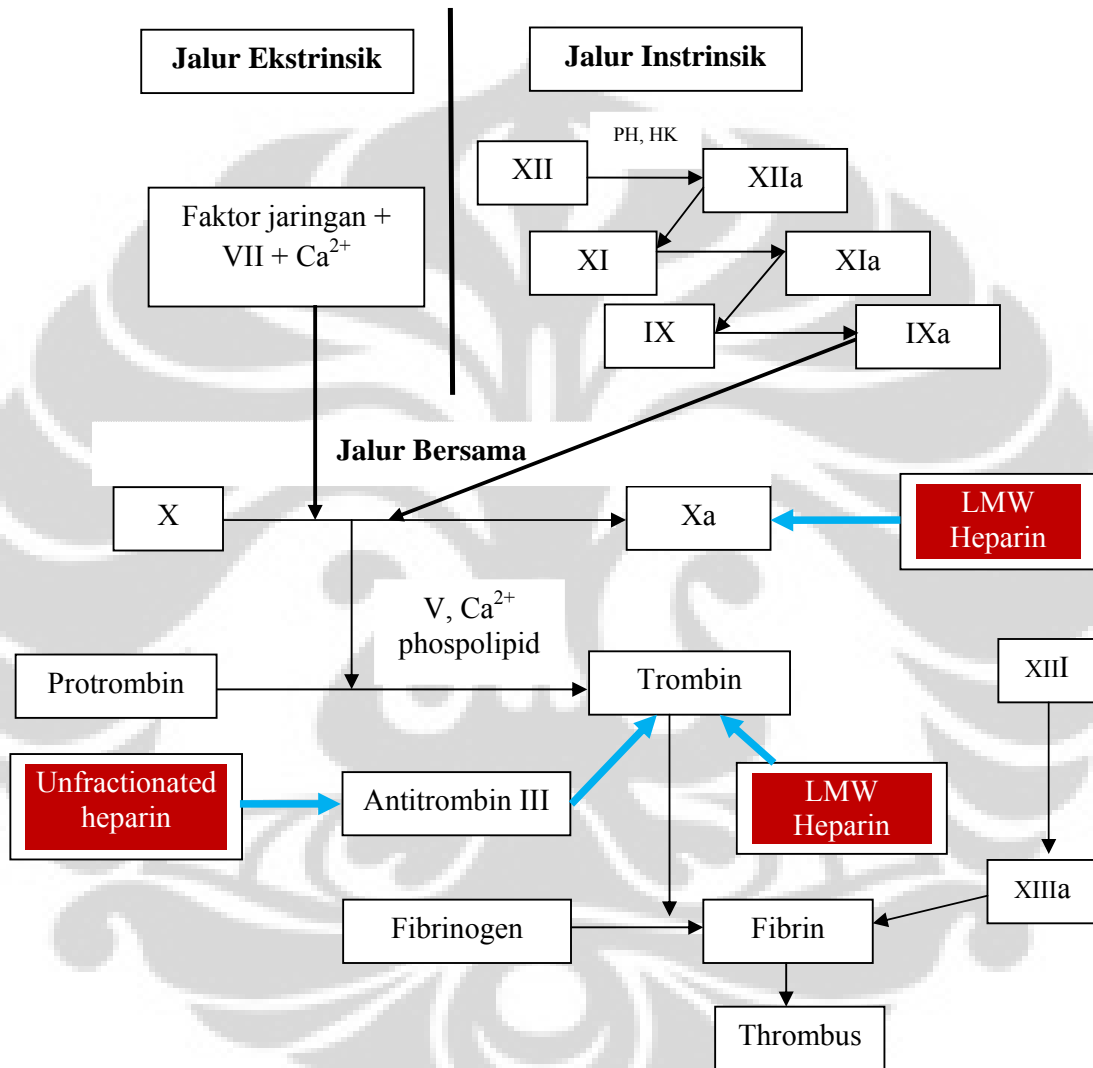 Jalur Ekstrinsik
Jalur Instrinsik
PH, HK
XII
XIIa
Faktor jaringan +
VII + Ca²⁺
XI
XIa
IX
IXa
Jalur Bersama
X
Xa
LMW
Heparin
V, Ca²⁺
phospolipid
Protrombin
Trombin
XIII
Unfractionated
heparin
Antitrombin III
LMW
Heparin
XIIIa
Fibrinogen
Fibrin
Thrombus